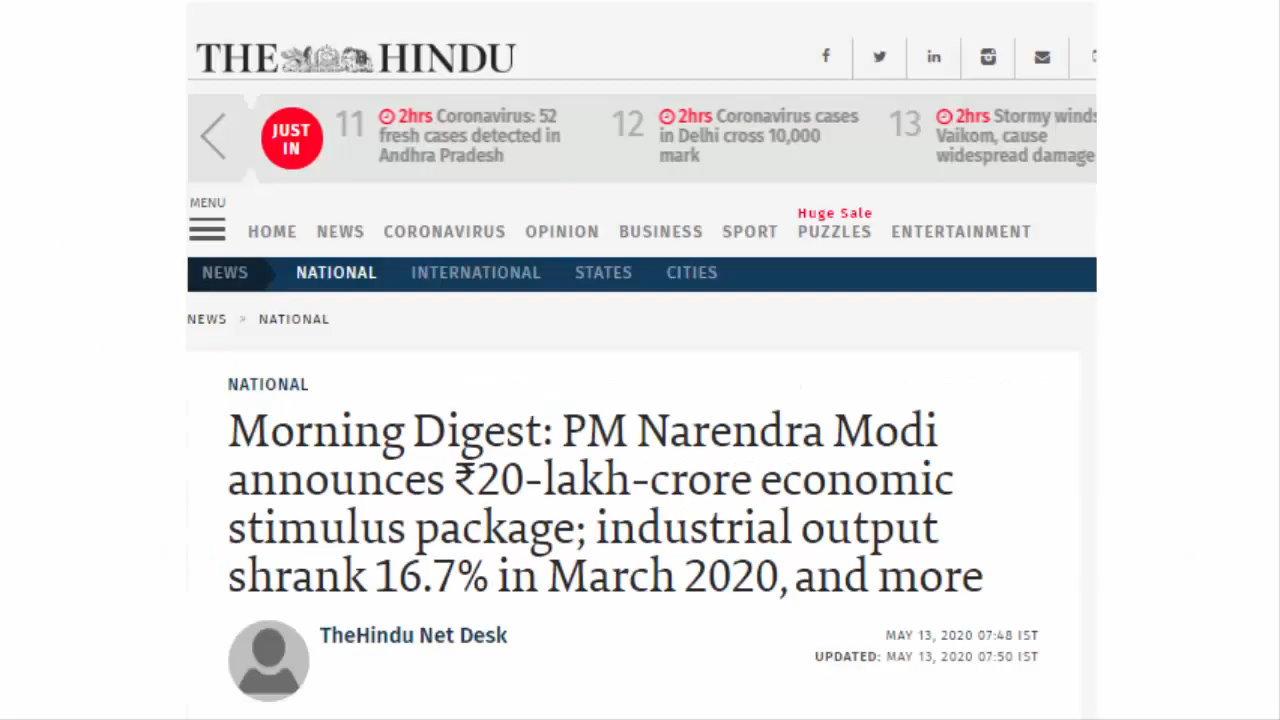 THE HINDU
JUST
IN
11
2hrs Coronavirus: 52
fresh cases detected in
Andhra Pradesh
12
2hrs Coronavirus cases
in Delhi cross 10,000
mark
13
2hrs Stormy winds
Vaikom, cause
widespread damage
MENU
Huge Sale
HOME NEWS CORONAVIRUS OPINION BUSINESS SPORT PUZZLES ENTERTAINMENT
NEWS NATIONAL INTERNATIONAL STATES CITIES
NEWS > NATIONAL
NATIONAL
Morning Digest: PM Narendra Modi
announces ₹20-lakh-crore economic
stimulus package; industrial output
shrank 16.7% in March 2020, and more
TheHindu Net Desk
MAY 13, 2020 07:48 IST
UPDATED: MAY 13, 2020 07:50 IST